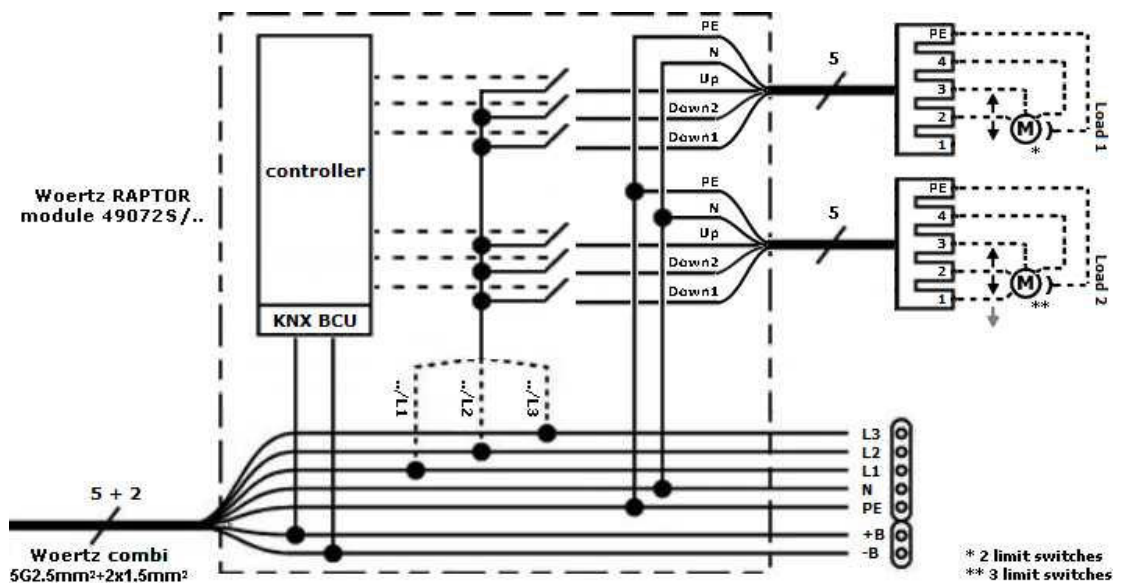 PE
N
Up
Down2
Down1
5
PE
4
3
2
1
M
*
Load 1
controller
Woertz RAPTOR
module 49072S/..
PE
N
Up
Down2
Down1
5
PE
4
3
2
1
M
**
Load 2
KNX BCU
../L1
../L2
../L3
L3
L2
L1
N
PE
+B
-B
5 + 2
Woertz combi
5G2.5mm²+2x1.5mm²
* 2 limit switches
** 3 limit switches